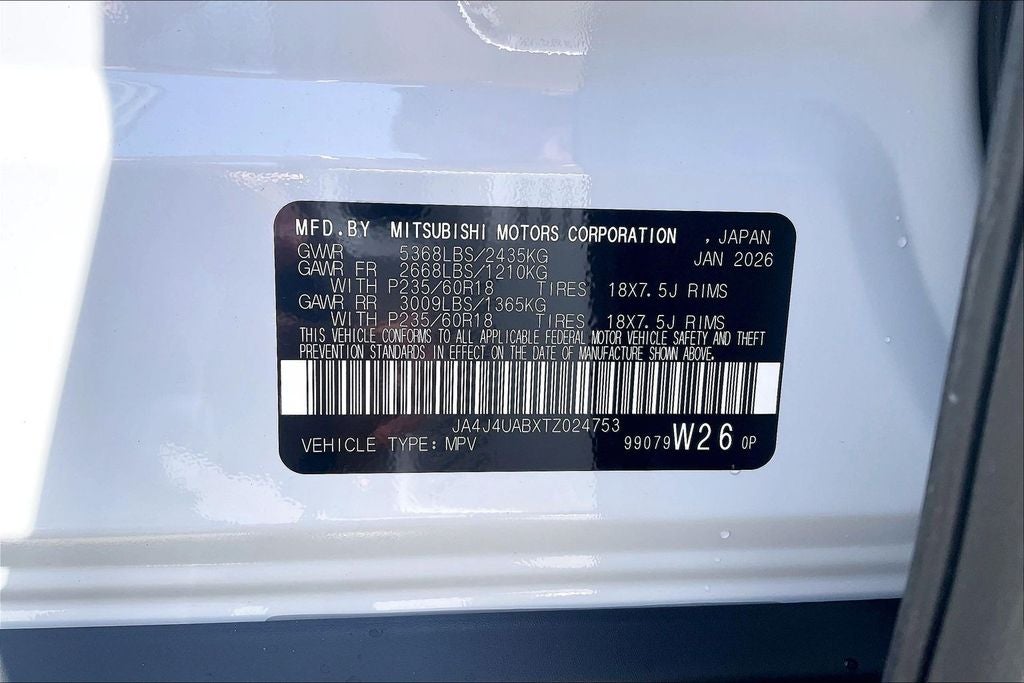 MFD.BY MITSUBISHI MOTORS CORPORATION , JAPAN
GVWR 5368LBS/2435KG JAN 2026
GAWR FR 2668LBS/1210KG
WITH P235/60R18 TIRES 18X7.5J RIMS
GAWR RR 3009LBS/1365KG
WITH P235/60R18 TIRES 18X7.5J RIMS
THIS VEHICLE CONFORMS TO ALL APPLICABLE FEDERAL MOTOR VEHICLE SAFETY AND THEFT
PREVENTION STANDARDS IN EFFECT ON THE DATE OF MANUFACTURE SHOWN ABOVE.
JA4J4UABXTZ024753
VEHICLE TYPE: MPV 99079 W26 0P